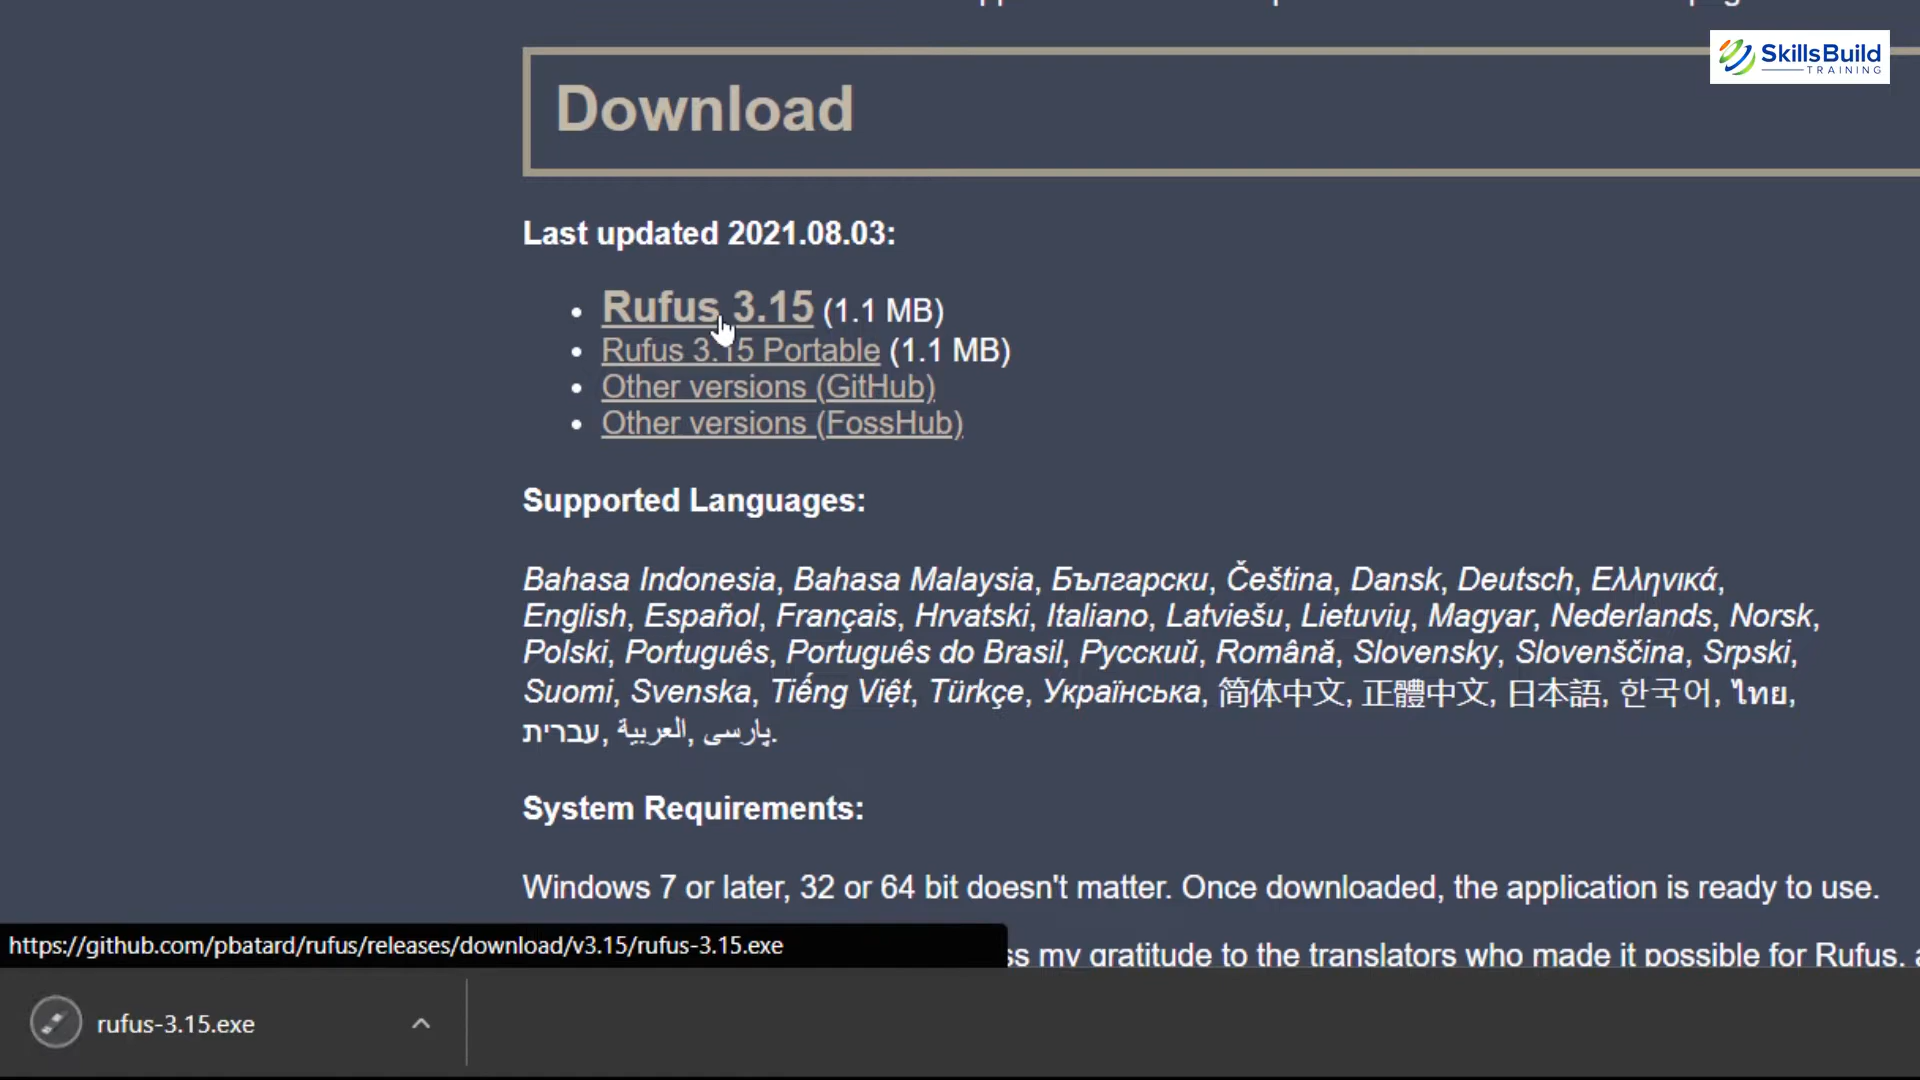 SkillsBuild
TRAINING
Download
Last updated 2021.08.03:
Rufus 3.15 (1.1 MB)
Rufus 3.15 Portable (1.1 MB)
Other versions (GitHub)
Other versions (FossHub)
Supported Languages:
Bahasa Indonesia, Bahasa Malaysia, Български, Čeština, Dansk, Deutsch, Ελληνικά,
English, Español, Français, Hrvatski, Italiano, Latviešu, Lietuvių, Magyar, Nederlands, Norsk,
Polski, Português, Português do Brasil, Русский, Română, Slovensky, Slovenščina, Srpski,
Suomi, Svenska, Tiếng Việt, Türkçe, Українська, 简体中文, 正體中文, 日本語, 한국어, ไทย,
עברית, العربية, پارسی.
System Requirements:
Windows 7 or later, 32 or 64 bit doesn't matter. Once downloaded, the application is ready to use.
ss my gratitude to the translators who made it possible for Rufus, a
https://github.com/pbatard/rufus/releases/download/v3.15/rufus-3.15.exe
rufus-3.15.exe